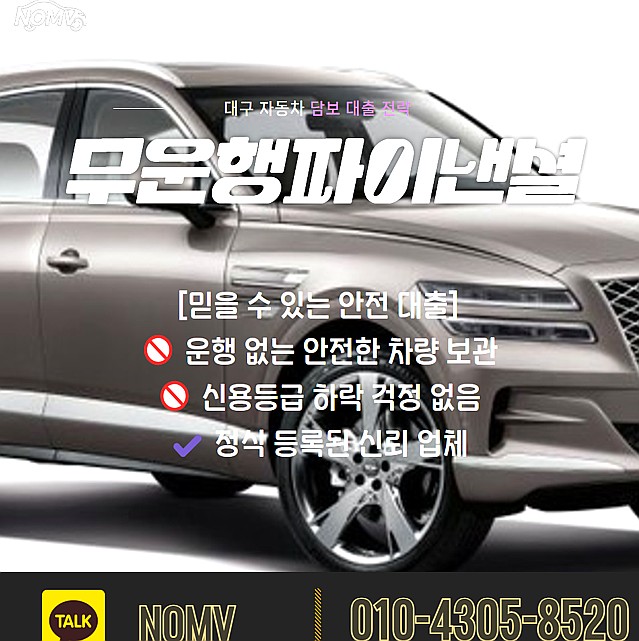 NOMV
대구 자동차 담보 대출 전략
무운행파이낸셜
[믿을 수 있는 안전 대출]
운행 없는 안전한 차량 보관
신용등급 하락 걱정 없음
정식 등록된 신뢰 업체
TALK NOMV 010-4305-8520